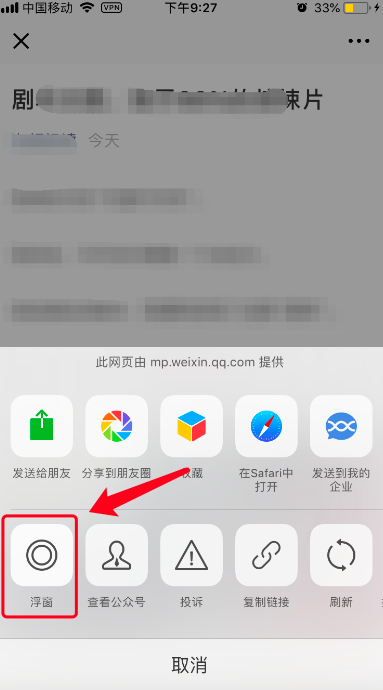 中国移动 VPN 下午9:27 33%
剧 辣片
今天
此网页由 mp.weixin.qq.com 提供
发送给朋友 分享到朋友圈 收藏 在Safari中打开 发送到我的企业
浮窗 查看公众号 投诉 复制链接 刷新
取消